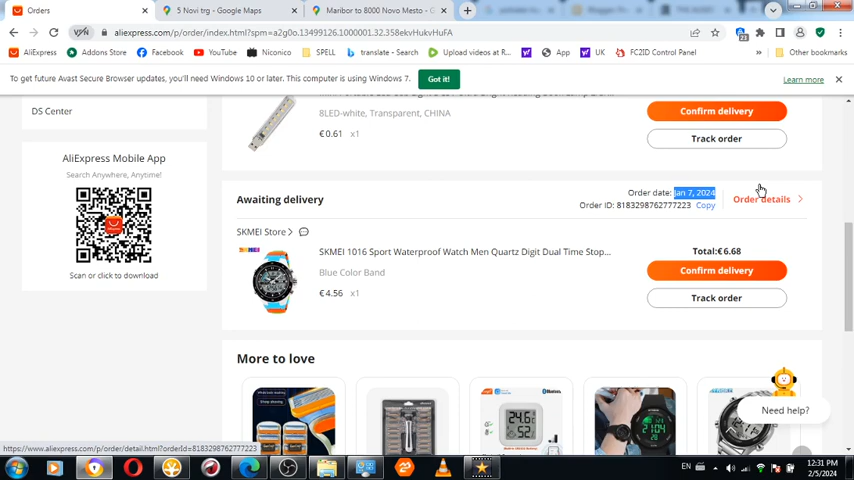 Orders
5 Novi trg - Google Maps
Maribor to 8000 Novo Mesto - G
VPN
aliexpress.com/p/order/index.html?spm=a2g0o.13499126.1000001.32.358ekvHukvHuFA
AliExpress
Addons Store
Facebook
YouTube
Niconico
SPELL
translate - Search
Upload videos at R...
App
UK
FC2ID Control Panel
»
Other bookmarks
To get future Avast Secure Browser updates, you'll need Windows 10 or later. This computer is using Windows 7.
Got it!
Learn more
DS Center
8LED-white, Transparent, CHINA
€0.61 x1
Confirm delivery
Track order
AliExpress Mobile App
Search Anywhere, Anytime!
Scan or click to download
Awaiting delivery
Order date: Jan 7, 2024
Order ID: 8183298762777223 Copy
Order details >
SKMEI Store >
SKMEI 1016 Sport Waterproof Watch Men Quartz Digit Dual Time Stop...
Blue Color Band
€4.56 x1
Total:€6.68
Confirm delivery
Track order
More to love
Bluetooth
24.6
52
Need help?
https://www.aliexpress.com/p/order/detail.html?orderId=8183298762777223
EN
12:31 PM
2/5/2024